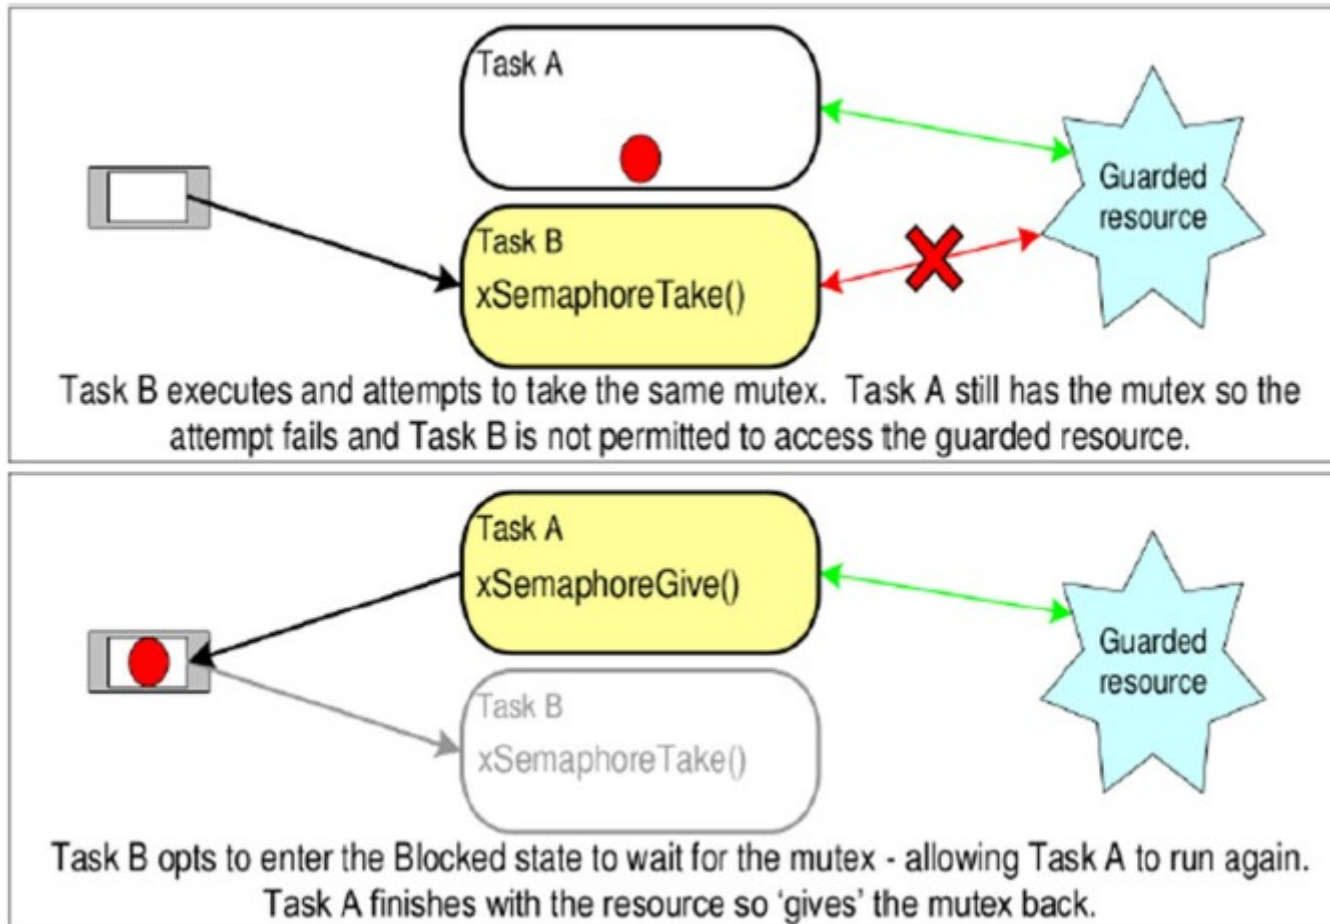 Task A
Guarded
resource
Task B
xSemaphoreTake()
Task B executes and attempts to take the same mutex.  Task A still has the mutex so the
attempt fails and Task B is not permitted to access the guarded resource.
Task A
xSemaphoreGive()
Guarded
resource
Task B
xSemaphoreTake()
Task B opts to enter the Blocked state to wait for the mutex - allowing Task A to run again.
Task A finishes with the resource so ‘gives’ the mutex back.